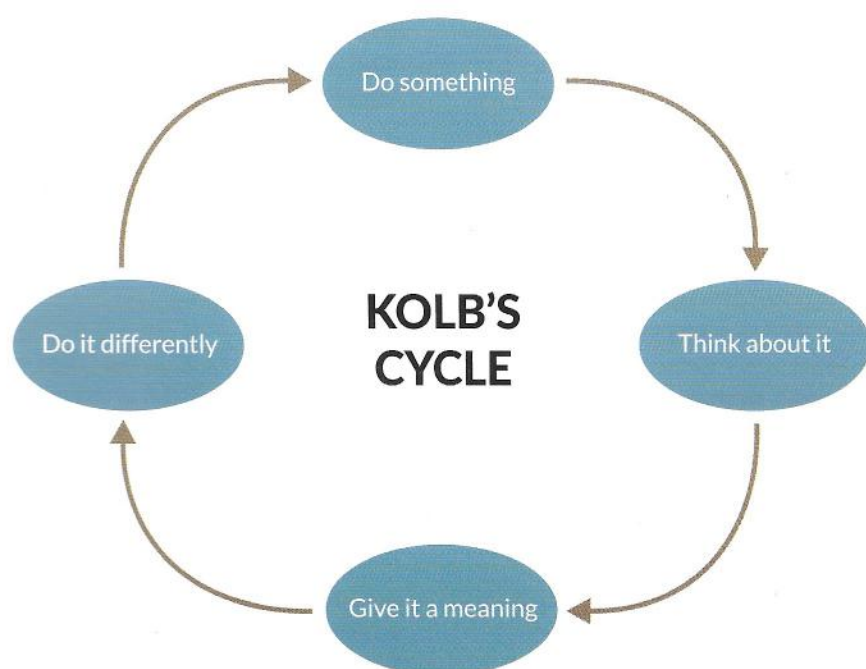 Do something
Think about it
Give it a meaning
Do it differently
KOLB'S
CYCLE